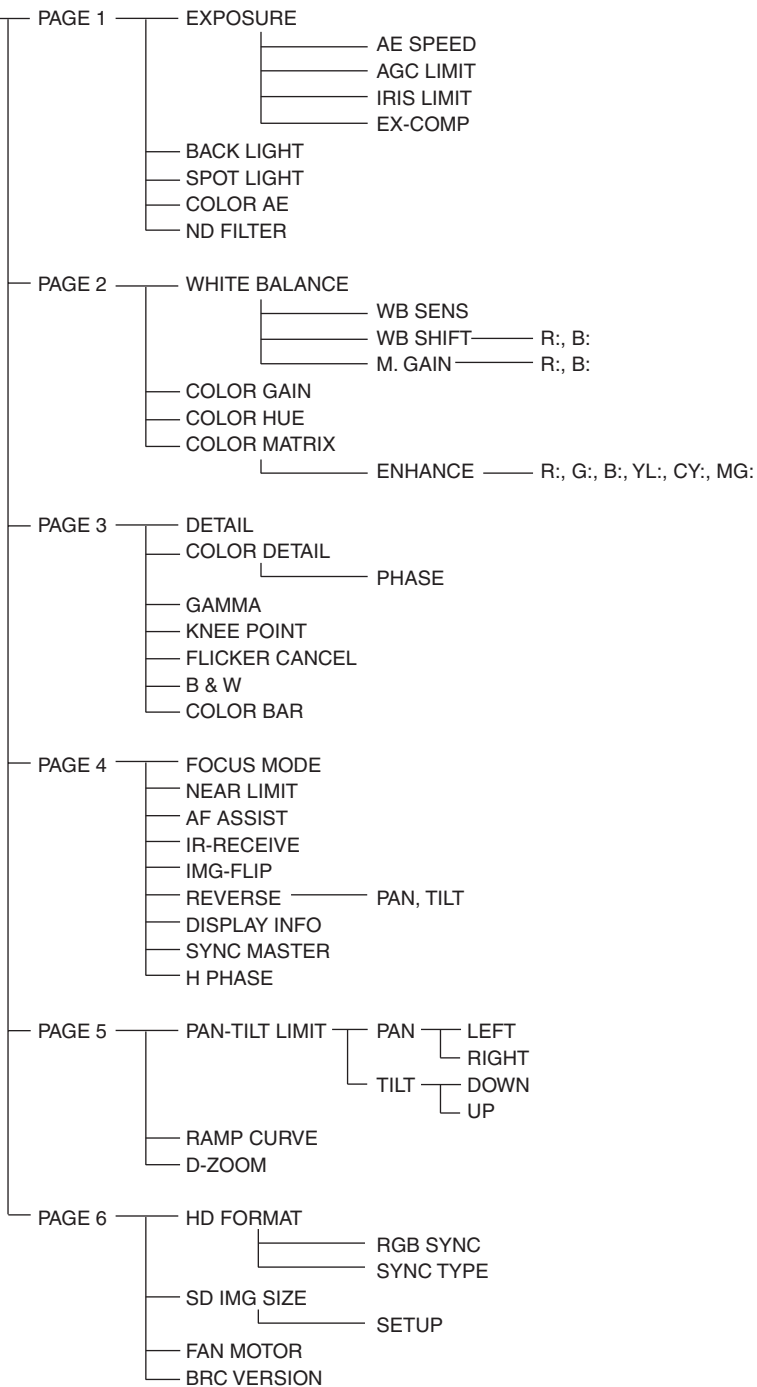 PAGE 1 EXPOSURE
AE SPEED
AGC LIMIT
IRIS LIMIT
EX-COMP
BACK LIGHT
SPOT LIGHT
COLOR AE
ND FILTER
PAGE 2 WHITE BALANCE
WB SENS
WB SHIFT R:, B:
M. GAIN R:, B:
COLOR GAIN
COLOR HUE
COLOR MATRIX
ENHANCE R:, G:, B:, YL:, CY:, MG:
PAGE 3 DETAIL
COLOR DETAIL
PHASE
GAMMA
KNEE POINT
FLICKER CANCEL
B & W
COLOR BAR
PAGE 4 FOCUS MODE
NEAR LIMIT
AF ASSIST
IR-RECEIVE
IMG-FLIP
REVERSE PAN, TILT
DISPLAY INFO
SYNC MASTER
H PHASE
PAGE 5 PAN-TILT LIMIT PAN LEFT
RIGHT
TILT DOWN
UP
RAMP CURVE
D-ZOOM
PAGE 6 HD FORMAT
RGB SYNC
SYNC TYPE
SD IMG SIZE
SETUP
FAN MOTOR
BRC VERSION